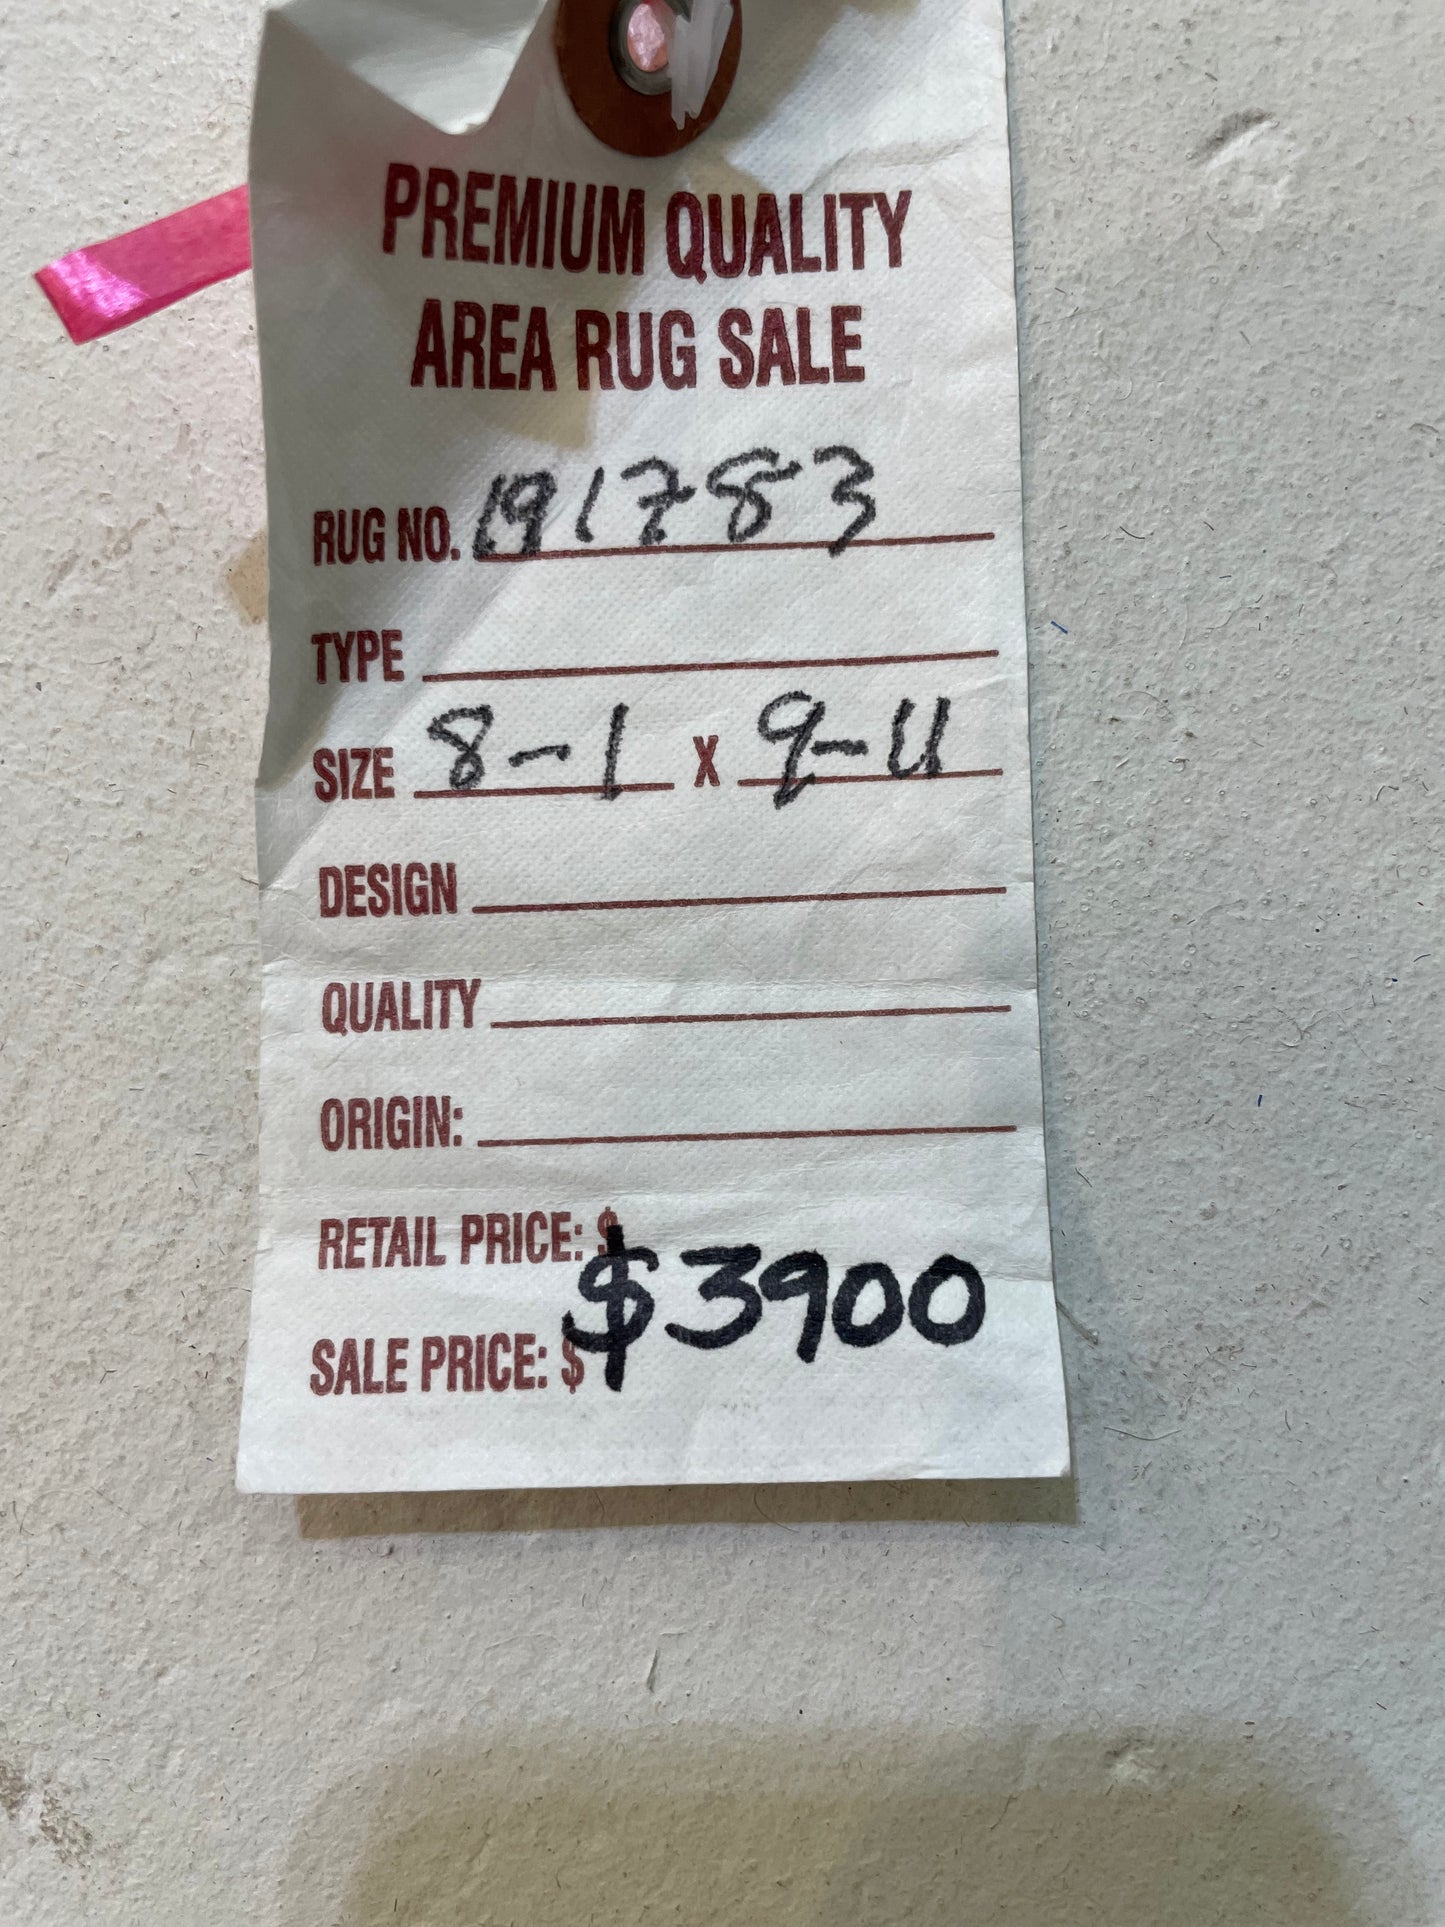 PREMIUM QUALITY
AREA RUG SALE
RUG NO. 191783
TYPE
SIZE 8-1 X 9-11
DESIGN
QUALITY
ORIGIN:
RETAIL PRICE: $
$3900
SALE PRICE: $